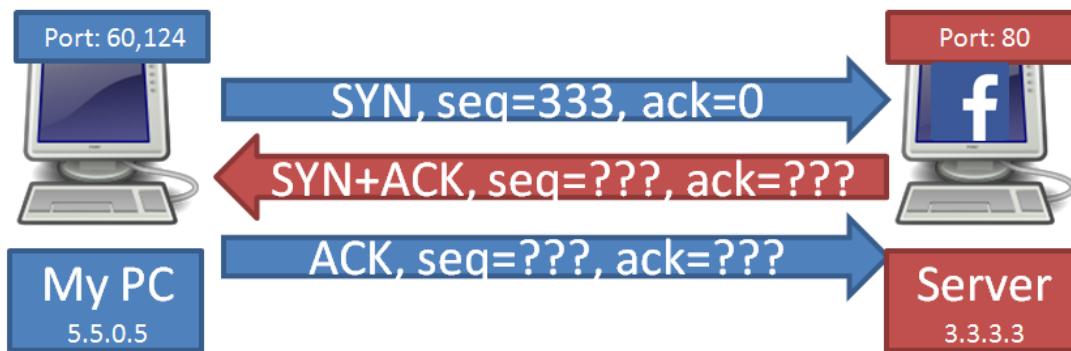 Port: 60,124
Port: 80
SYN, seq=333, ack=0
SYN+ACK, seq=???, ack=???
ACK, seq=???, ack=???
My PC
5.5.0.5
Server
3.3.3.3